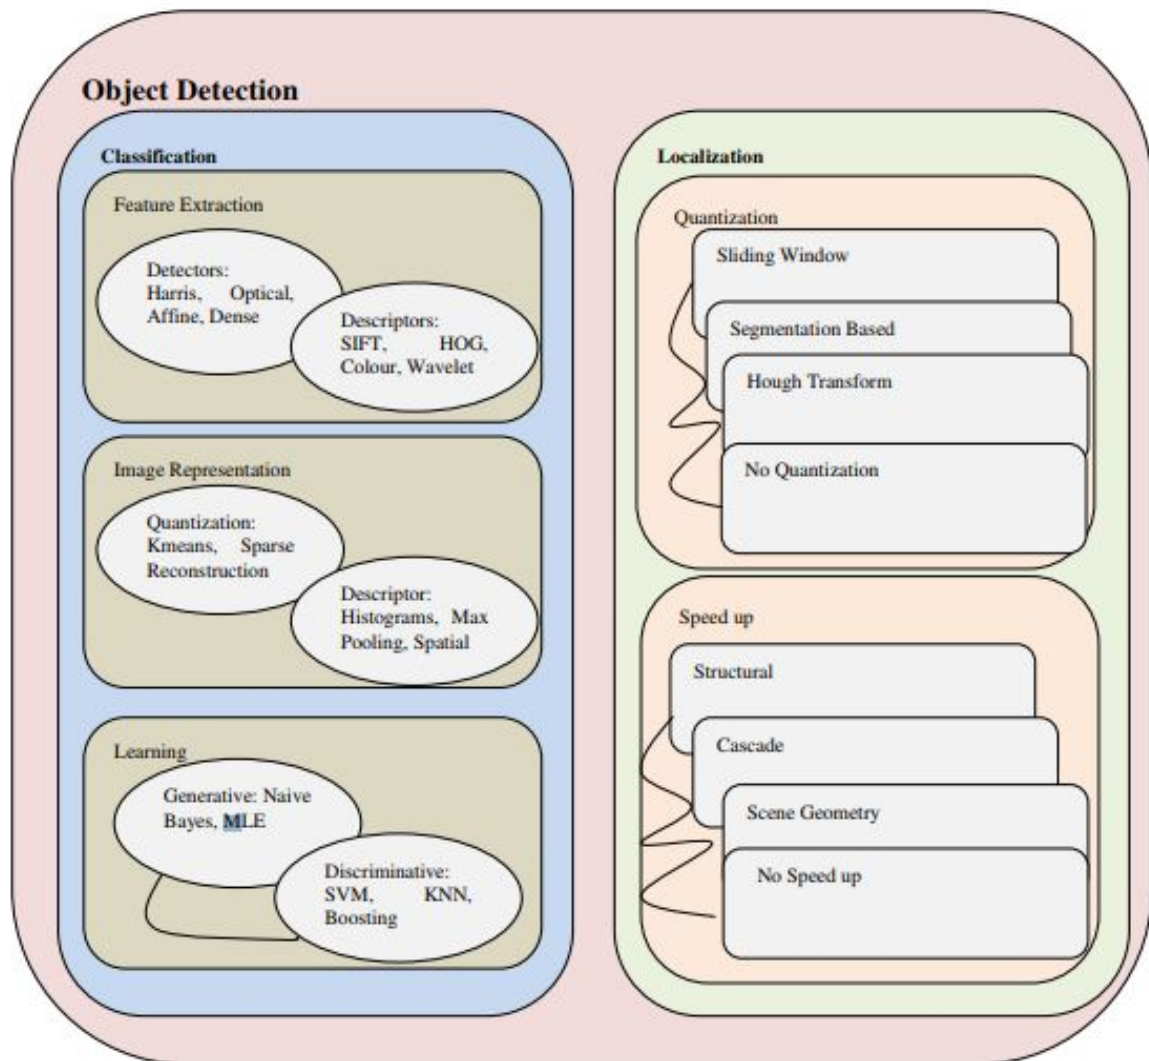 Object Detection
Classification
Feature Extraction
Detectors:
Harris, Optical,
Affine, Dense
Descriptors:
SIFT, HOG,
Colour, Wavelet
Image Representation
Quantization:
Kmeans, Sparse
Reconstruction
Descriptor:
Histograms, Max
Pooling, Spatial
Learning
Generative: Naive
Bayes, MLE
Discriminative:
SVM, KNN,
Boosting
Localization
Quantization
Sliding Window
Segmentation Based
Hough Transform
No Quantization
Speed up
Structural
Cascade
Scene Geometry
No Speed up